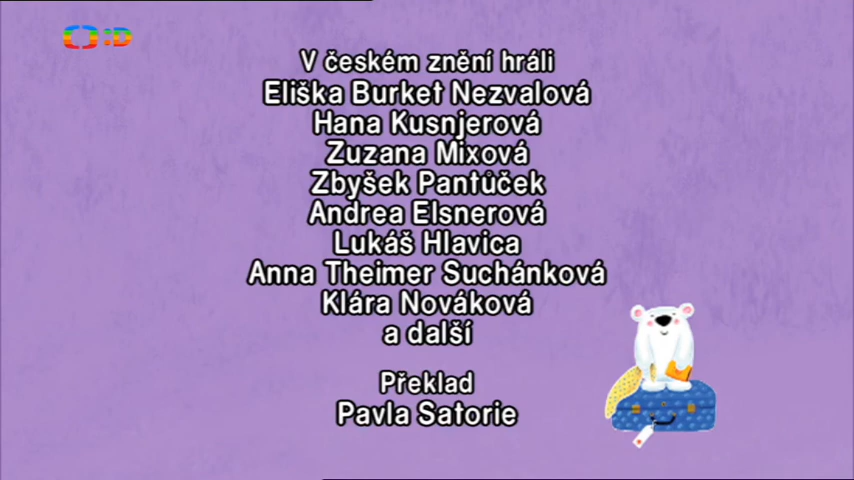 :D
V českém znění hráli
Eliška Burket Nezvalová
Hana Kusnjerová
Zuzana Mixová
Zbyšek Pantůček
Andrea Elsnerová
Lukáš Hlavica
Anna Theimer Suchánková
Klára Nováková
a další
Překlad
Pavla Satorie